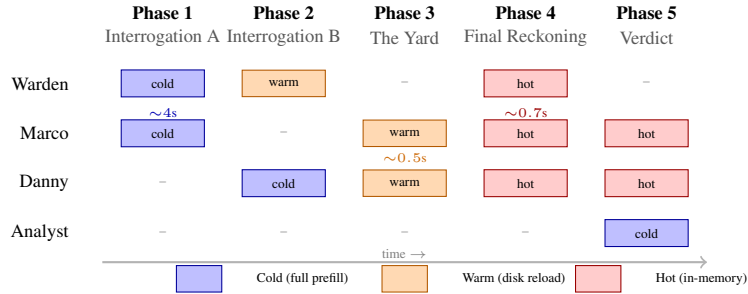 Phase 1 Phase 2 Phase 3 Phase 4 Phase 5
Interrogation A Interrogation B The Yard Final Reckoning Verdict
Warden cold warm – hot –
∼4s ∼0.7s
Marco cold – warm hot hot
∼0.5s
Danny – cold warm hot hot
Analyst – – – – cold
time →
Cold (full prefill) Warm (disk reload) Hot (in-memory)